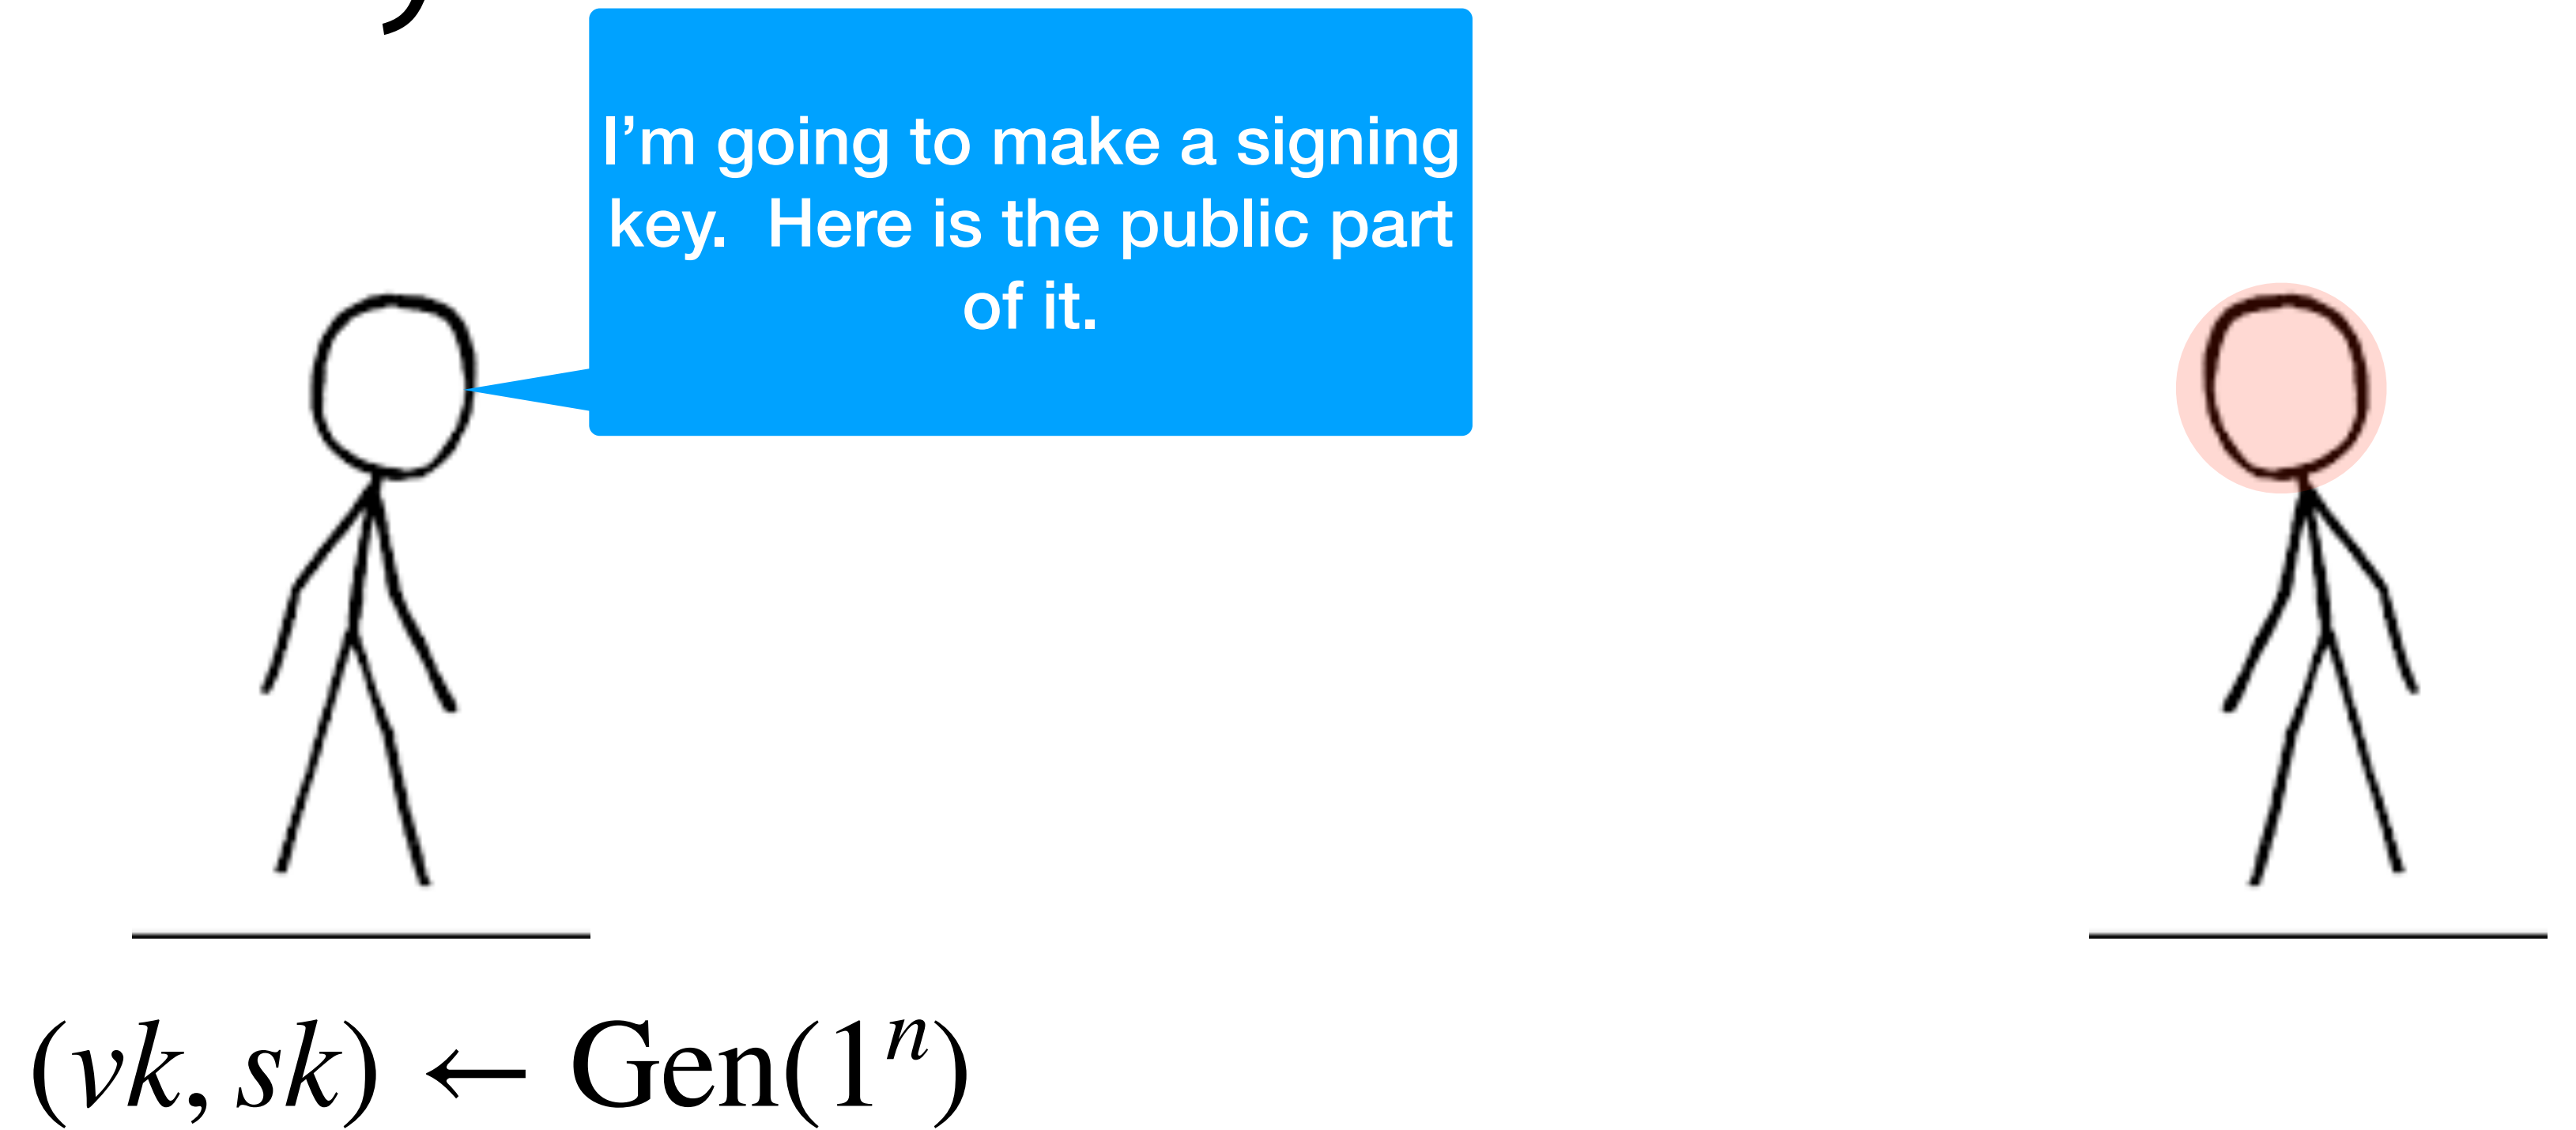 I’m going to make a signing
key.  Here is the public part
of it.
(vk, sk) ← Gen(1ⁿ)